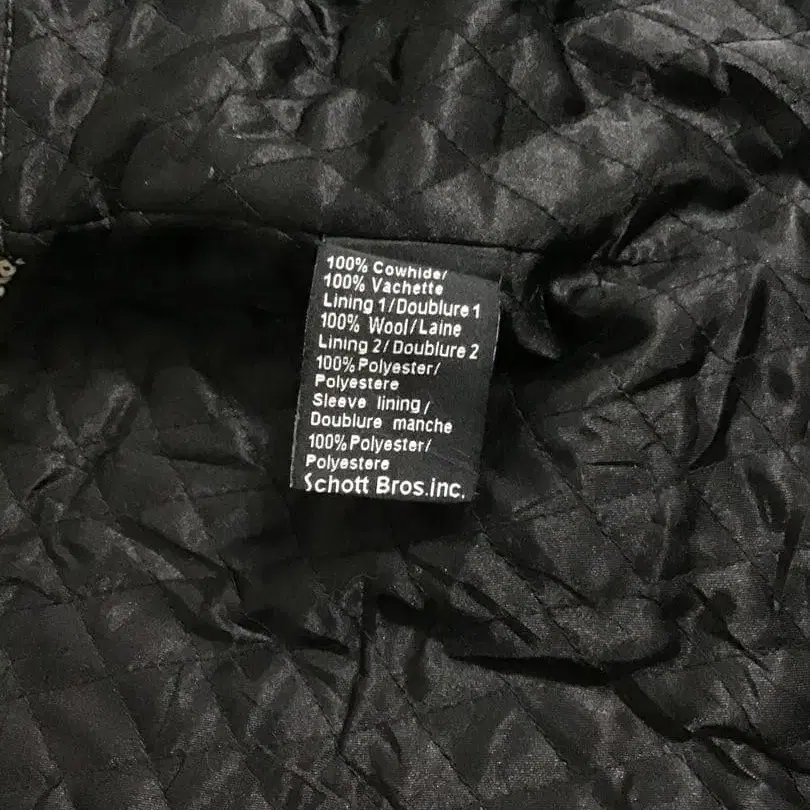 100% Cowhide/
100% Vachette
Lining 1/Doublure 1
100% Wool/Laine
Lining 2/Doublure 2
100% Polyester/
Polyestere
Sleeve lining/
Doublure manche
100% Polyester/
Polyestere
Schott Bros.inc.